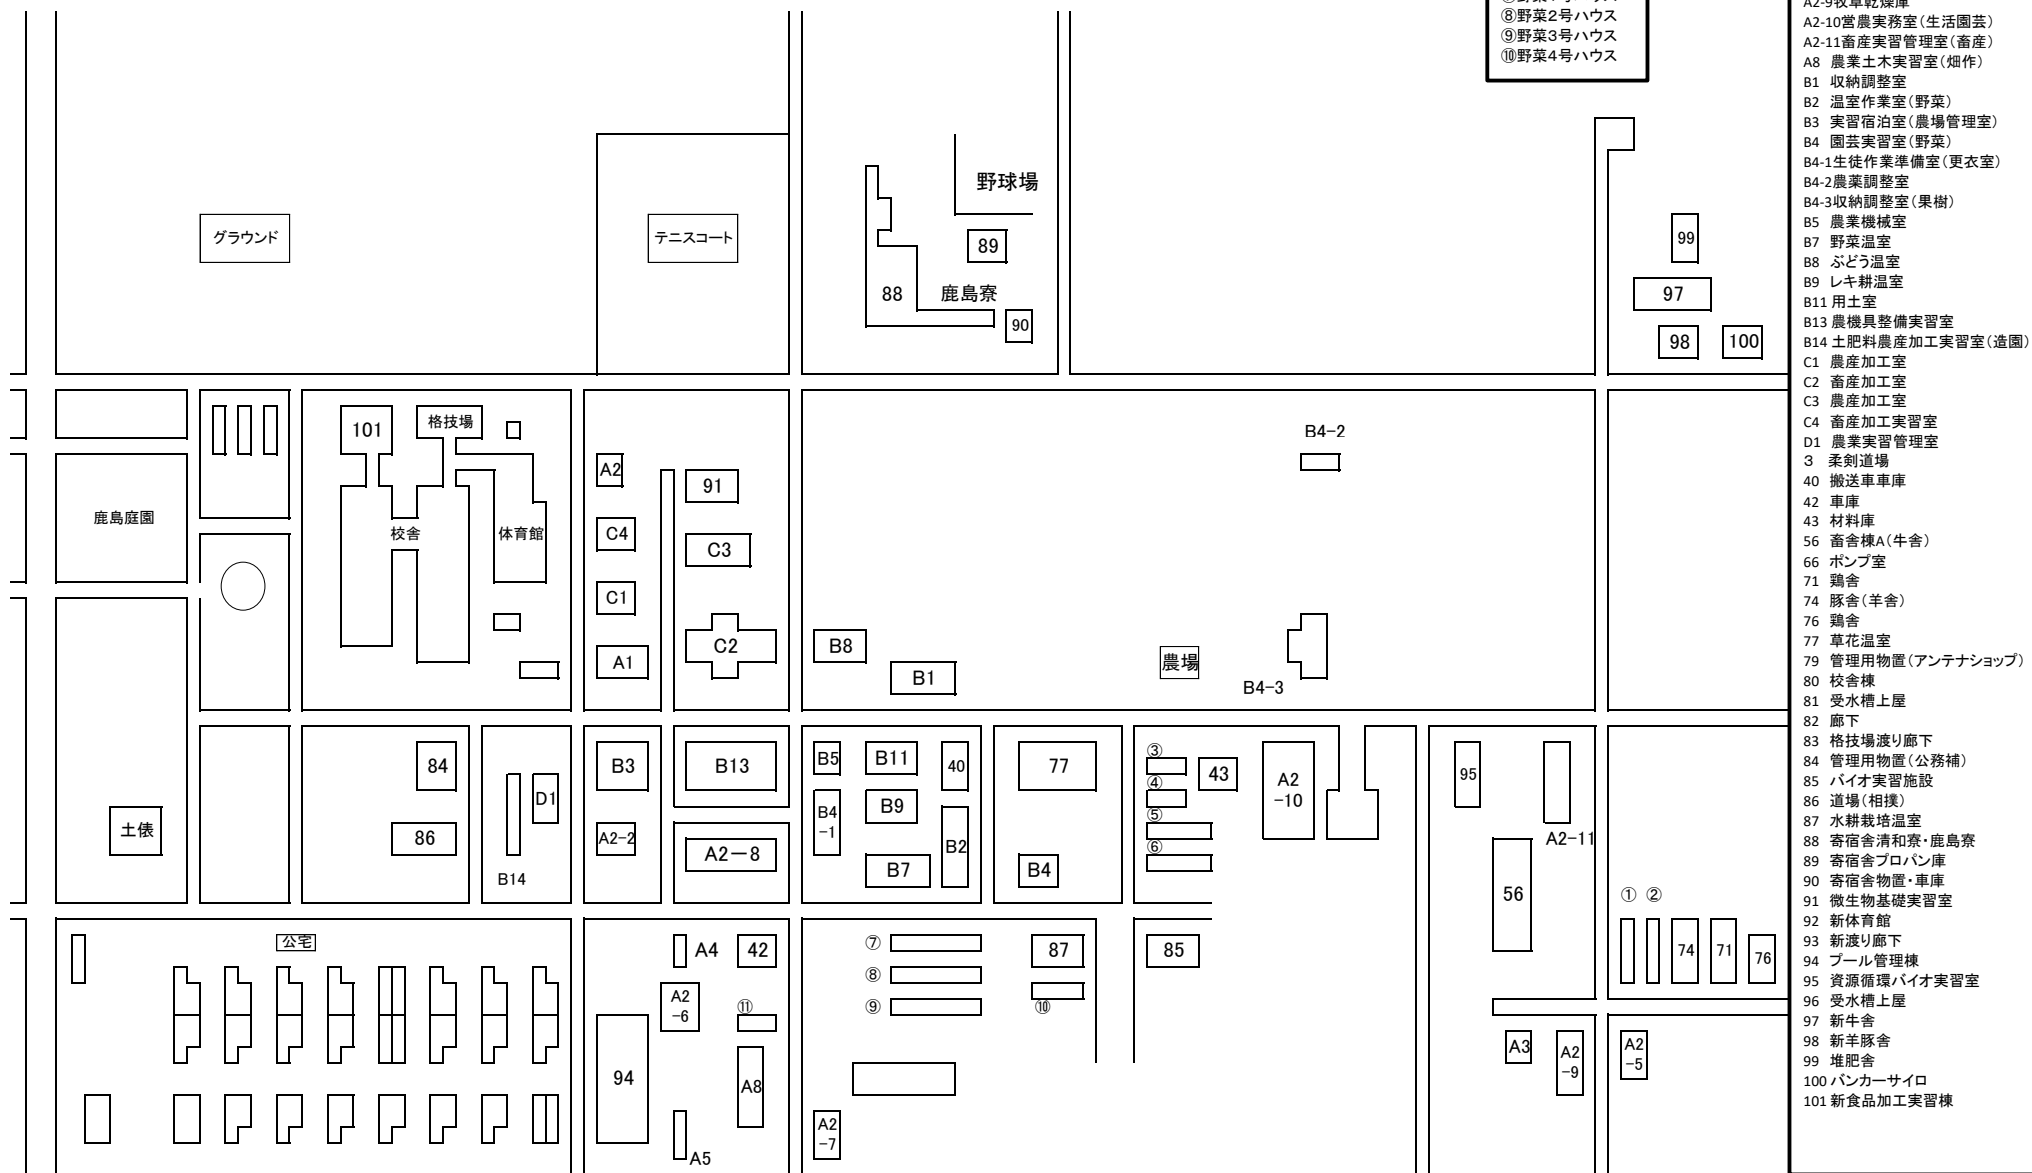 ⑧野菜2号ハウス
⑨野菜3号ハウス
⑩野菜4号ハウス
A2-9牧草乾燥庫
A2-10営農実務室(生活園芸)
A2-11畜産実習管理室(畜産)
A8 農業土木実習室(畑作)
B1 収納調整室
B2 温室作業室(野菜)
B3 実習宿泊室(農場管理室)
B4 園芸実習室(野菜)
B4-1生徒作業準備室(更衣室)
B4-2農薬調整室
B4-3収納調整室(果樹)
B5 農業機械室
B7 野菜温室
B8 ぶどう温室
B9 レキ耕温室
B11 用土室
B13 農機具整備実習室
B14 土肥料農産加工実習室(造園)
C1 農産加工室
C2 畜産加工室
C3 農産加工室
C4 畜産加工実習室
D1 農業実習管理室
3 柔剣道場
40 搬送車車庫
42 車庫
43 材料庫
56 畜舎棟A(牛舎)
66 ポンプ室
71 鶏舎
74 豚舎(羊舎)
76 鶏舎
77 草花温室
79 管理用物置(アンテナショップ)
80 校舎棟
81 受水槽上屋
82 廊下
83 格技場渡り廊下
84 管理用物置(公務補)
85 バイオ実習施設
86 道場(相撲)
87 水耕栽培温室
88 寄宿舎清和寮・鹿島寮
89 寄宿舎プロパン庫
90 寄宿舎物置・車庫
91 微生物基礎実習室
92 新体育館
93 新渡り廊下
94 プール管理棟
95 資源循環バイオ実習室
96 受水槽上屋
97 新牛舎
98 新羊豚舎
99 堆肥舎
100 バンカーサイロ
101 新食品加工実習棟
野球場
グラウンド
テニスコート
89
99
88
鹿島寮
90
97
98
100
101
格技場
B4-2
A2
91
鹿島庭園
校舎
体育館
C4
C3
C1
C2
A1
B8
B1
農場
B4-3
84
D1
B3
B13
B5
B11
40
77
③
④
⑤
⑥
43
A2
-10
95
A2-11
土俵
86
B14
A2-2
A2-8
B4
-1
B9
B7
B2
B4
56
①
②
74
71
76
公宅
A4
42
⑦
⑧
⑨
87
⑩
85
A2
-6
⑪
94
A8
A5
A2
-7
A3
A2
-9
A2
-5